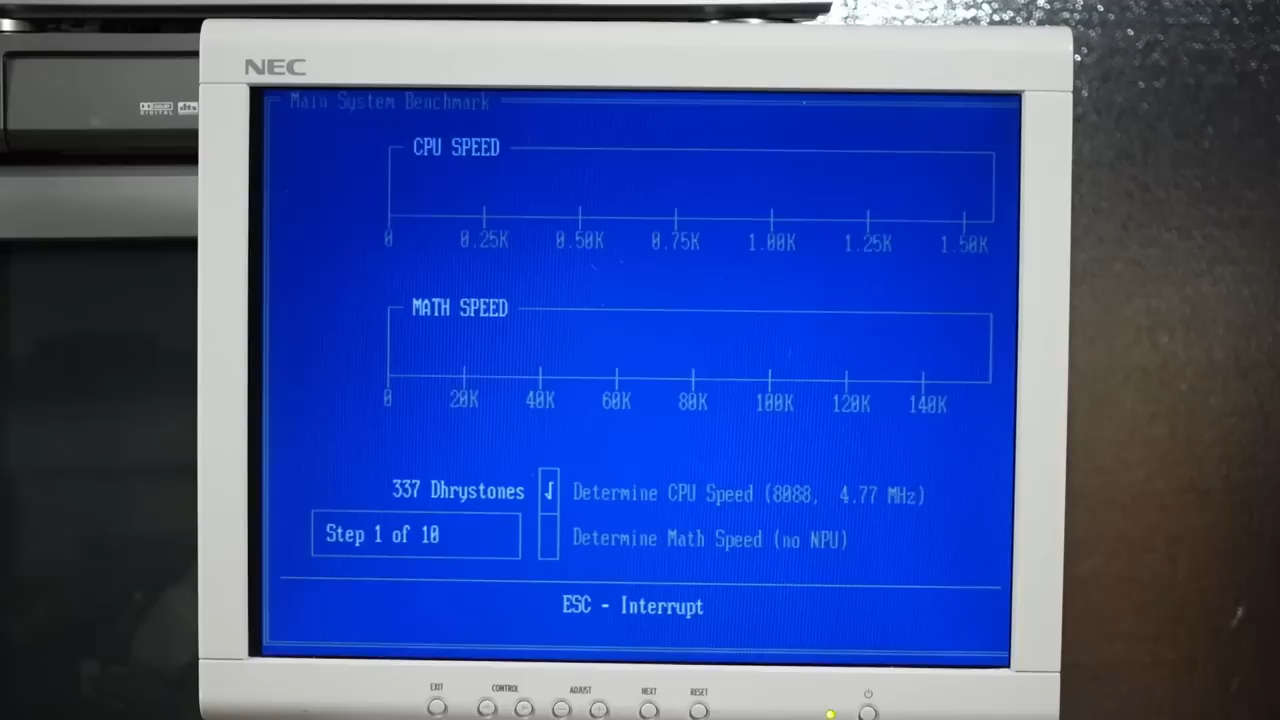 NEC
DIGITAL dts
Main System Benchmark
CPU SPEED
0 0.25K 0.50K 0.75K 1.00K 1.25K 1.50K
MATH SPEED
0 20K 40K 60K 80K 100K 120K 140K
337 Dhrystones √ Determine CPU Speed (8088, 4.77 MHz)
Step 1 of 10 Determine Math Speed (no NPU)
ESC - Interrupt
EXIT CONTROL ADJUST NEXT RESET